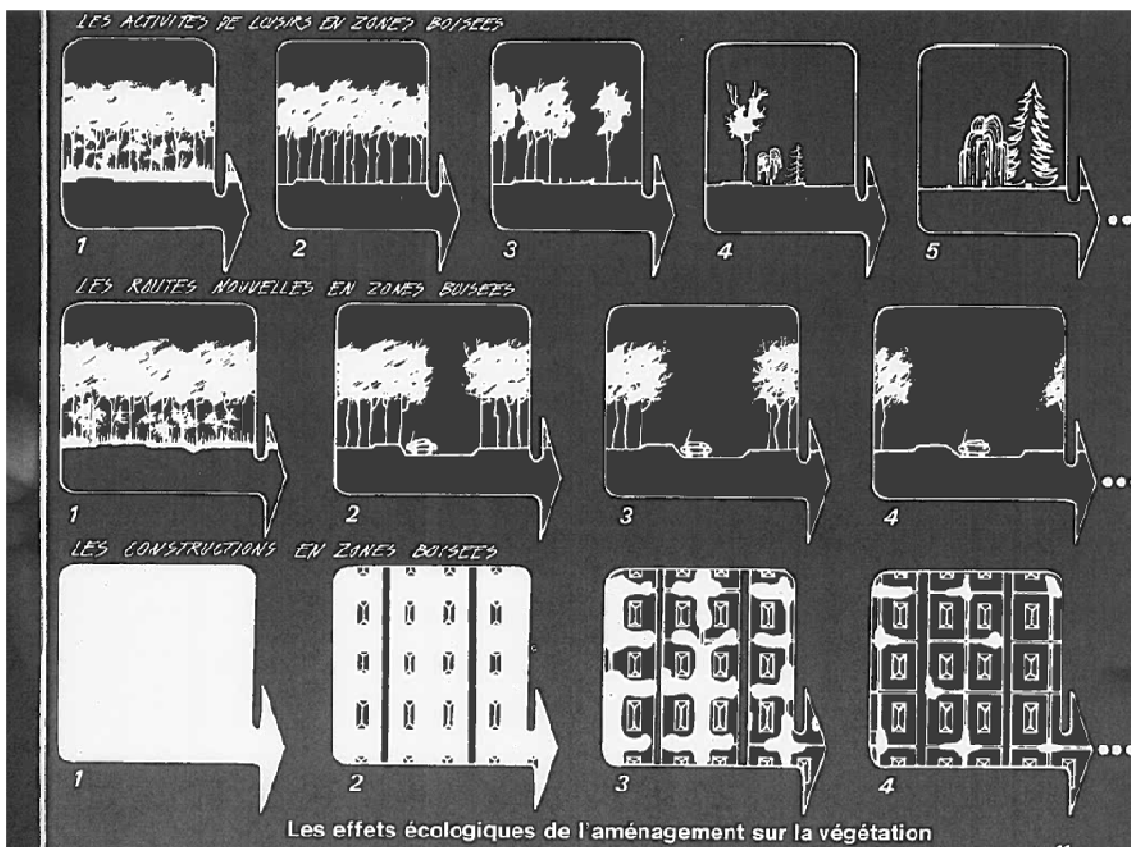 LES ACTIVITES DE LOISIRS EN ZONES BOISEES
1 2 3 4 5
LES ROUTES NOUVELLES EN ZONES BOISEES
1 2 3 4
LES CONSTRUCTIONS EN ZONES BOISEES
1 2 3 4
Les effets écologiques de l'aménagement sur la végétation